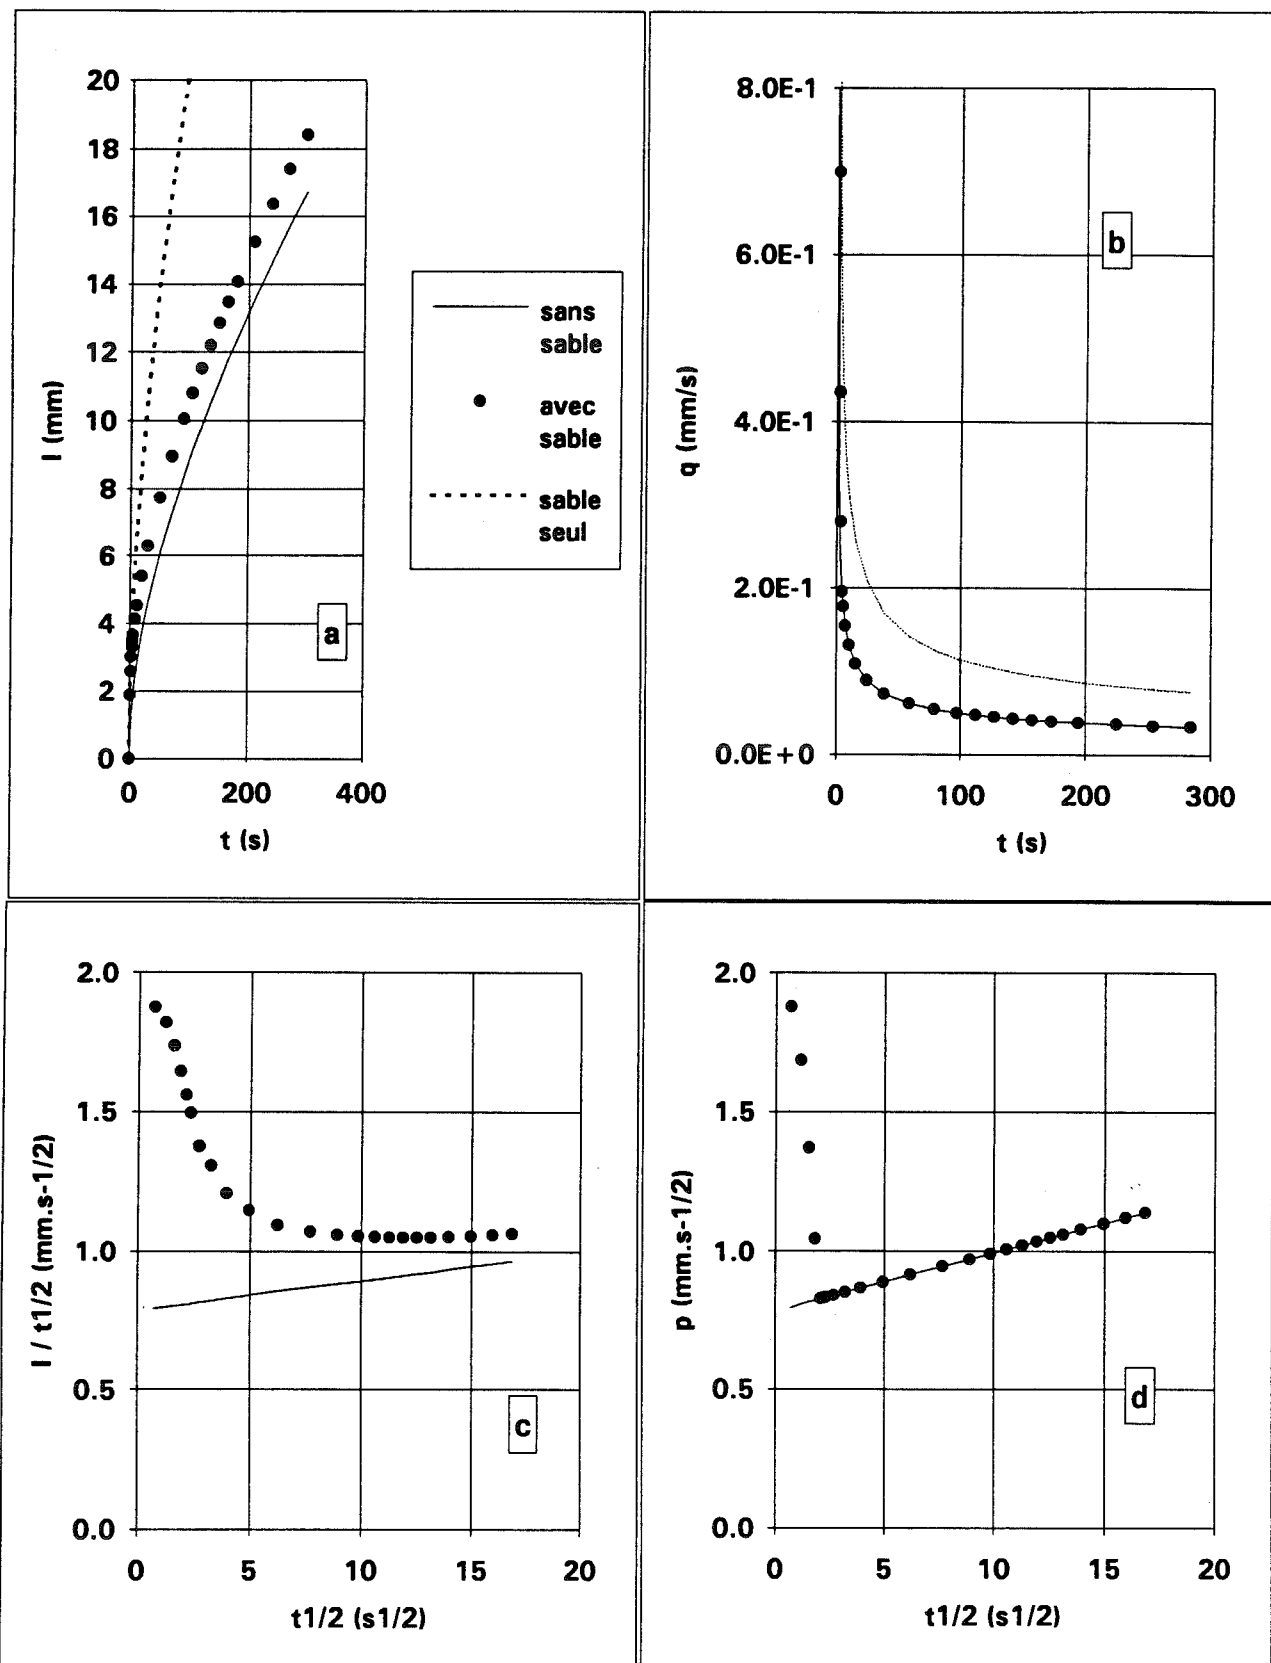 20
18
16
14
12
10
8
6
4
2
0
I (mm)
0 200 400
t (s)
a
sans
sable
avec
sable
sable
seul
8.0E-1
6.0E-1
4.0E-1
2.0E-1
0.0E+0
q (mm/s)
0 100 200 300
t (s)
b
2.0
1.5
1.0
0.5
0.0
I / t1/2 (mm.s-1/2)
0 5 10 15 20
t1/2 (s1/2)
c
2.0
1.5
1.0
0.5
0.0
p (mm.s-1/2)
0 5 10 15 20
t1/2 (s1/2)
d